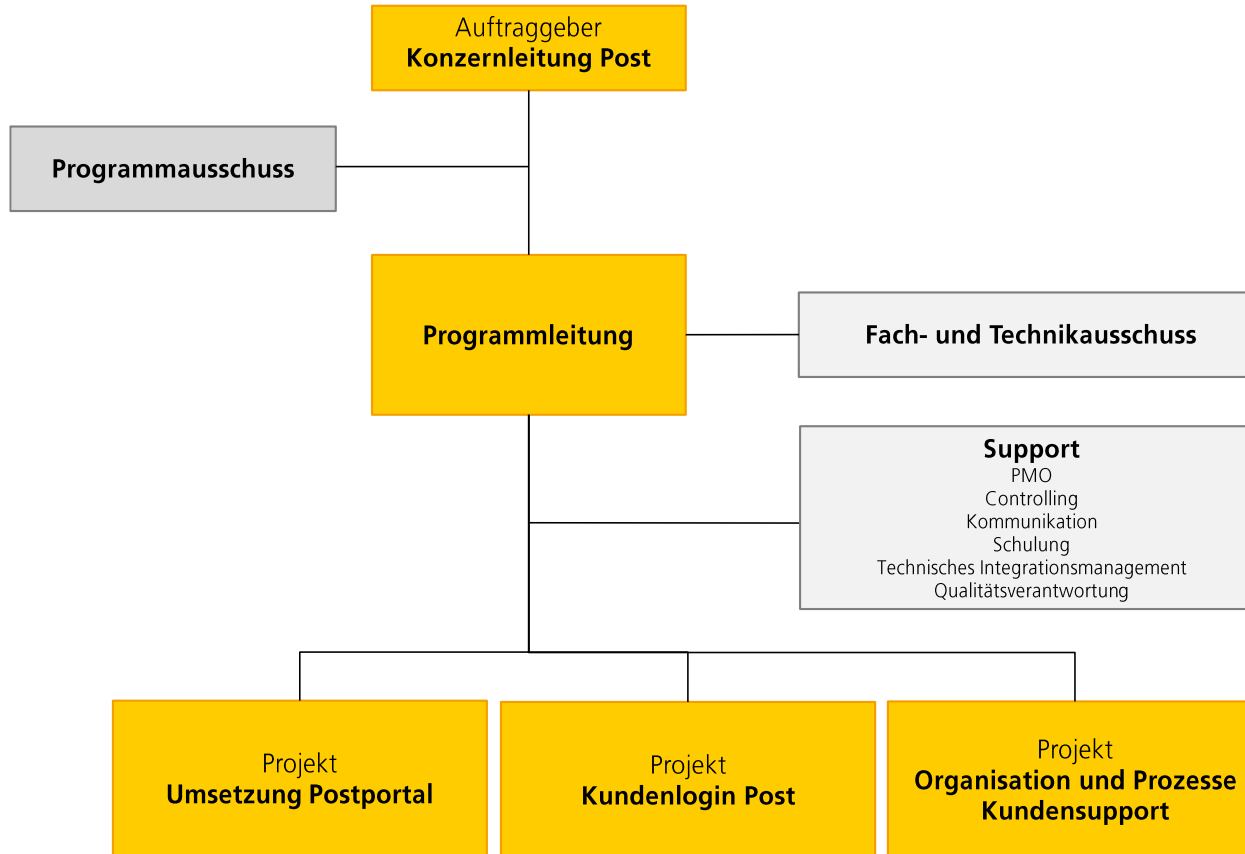 Auftraggeber
Konzernleitung Post
Programmausschuss
Programmleitung
Fach- und Technikausschuss
Support
PMO
Controlling
Kommunikation
Schulung
Technisches Integrationsmanagement
Qualitätsverantwortung
Projekt
Umsetzung Postportal
Projekt
Kundenlogin Post
Projekt
Organisation und Prozesse
Kundensupport